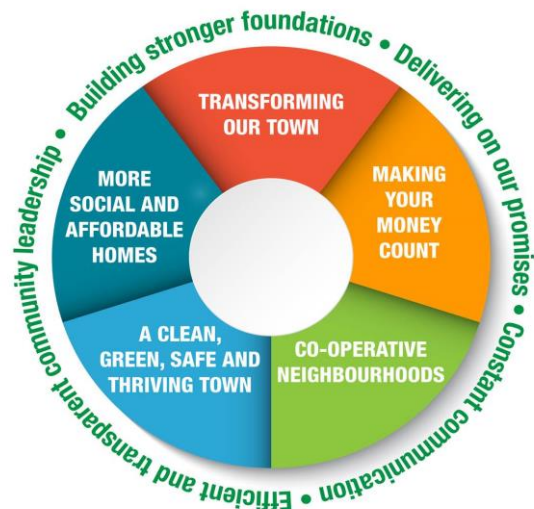 Building stronger foundations • Delivering on our promises • Constant communication • Efficient and transparent community leadership •
TRANSFORMING
OUR TOWN
MAKING
YOUR
MONEY
COUNT
CO-OPERATIVE
NEIGHBOURHOODS
A CLEAN,
GREEN, SAFE AND
THRIVING TOWN
MORE
SOCIAL AND
AFFORDABLE
HOMES